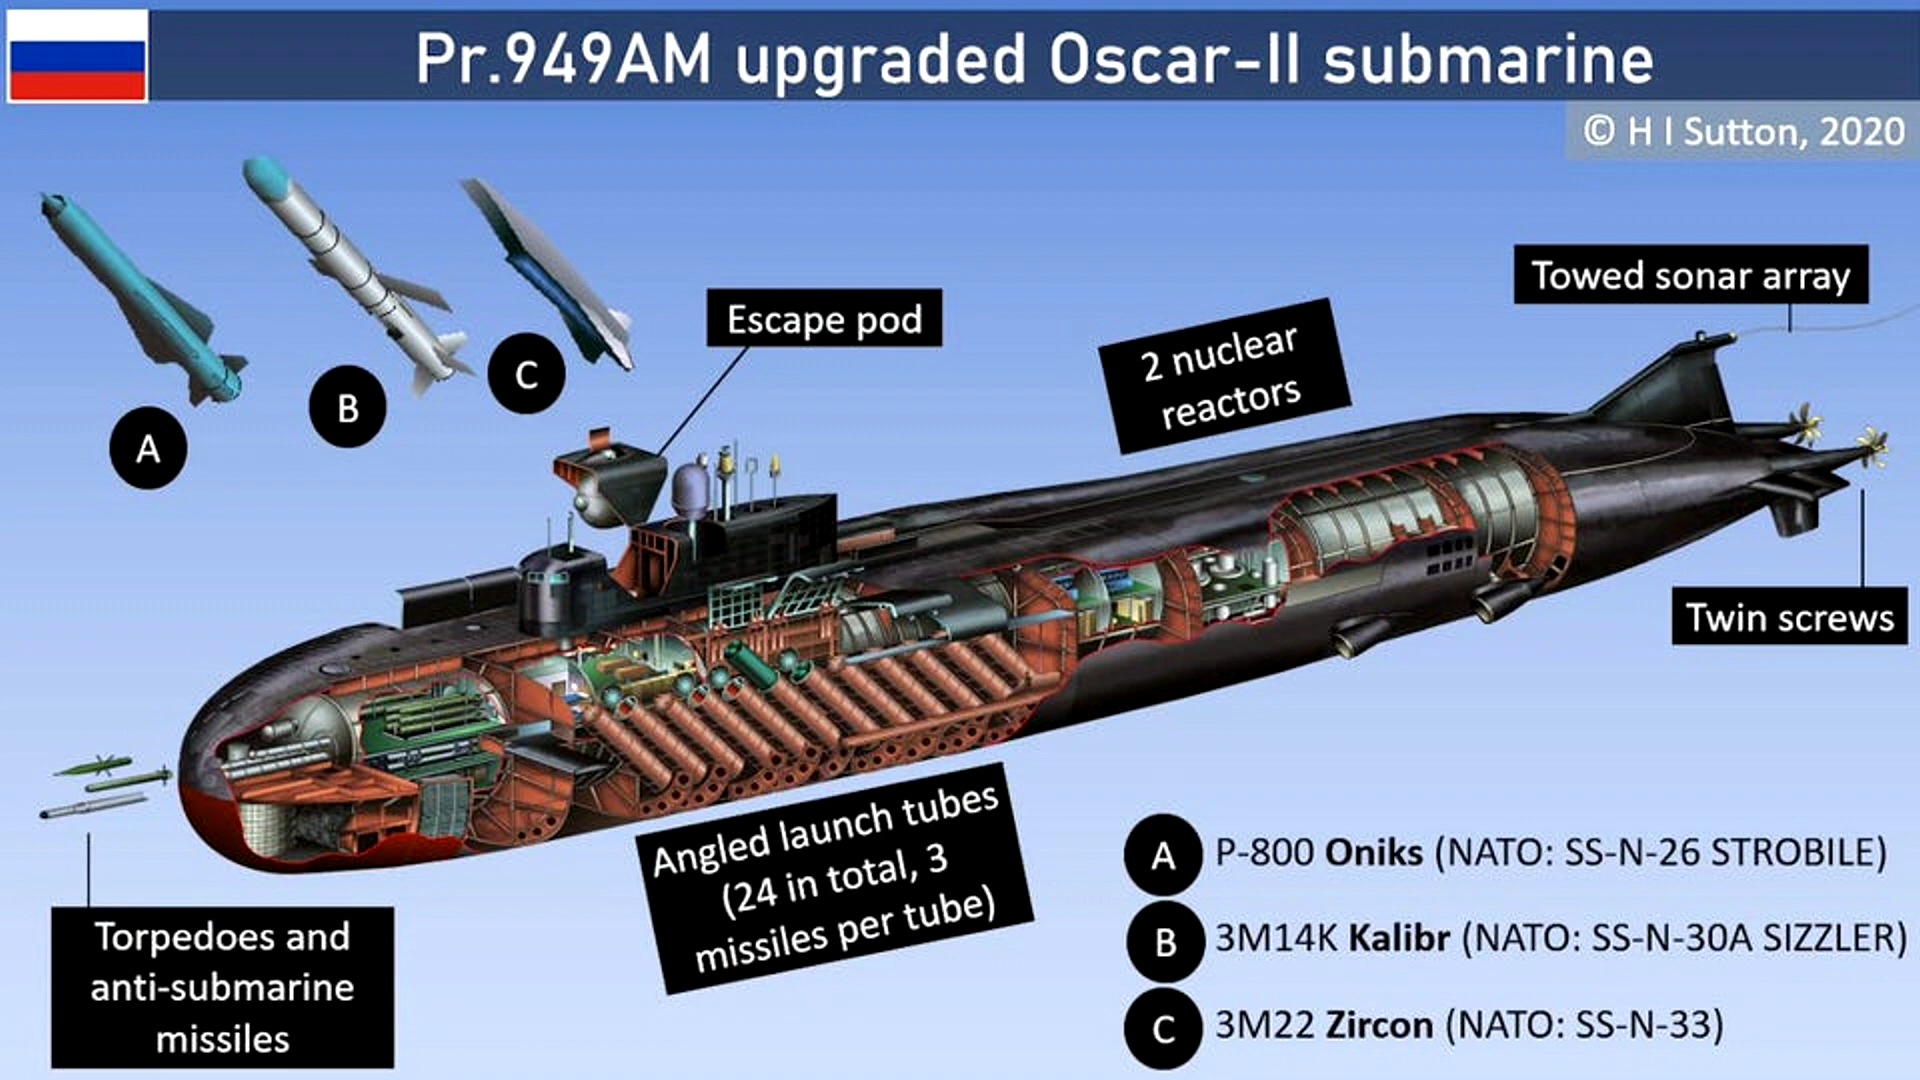 Pr.949AM upgraded Oscar-II submarine
© H I Sutton, 2020
A
B
C
Escape pod
2 nuclear
reactors
Towed sonar array
Twin screws
Angled launch tubes
(24 in total, 3
missiles per tube)
Torpedoes and
anti-submarine
missiles
A P-800 Oniks (NATO: SS-N-26 STROBILE)
B 3M14K Kalibr (NATO: SS-N-30A SIZZLER)
C 3M22 Zircon (NATO: SS-N-33)